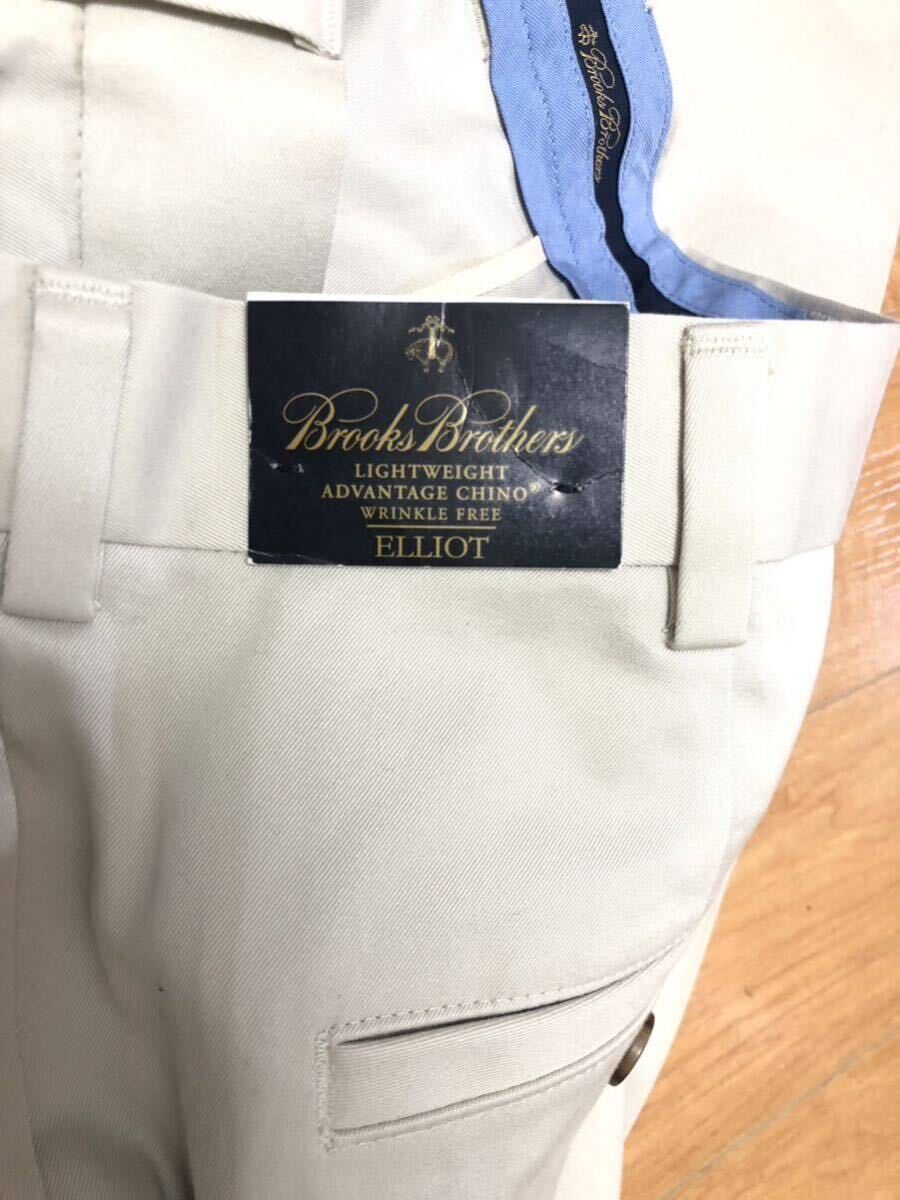 Brooks Brothers
Brooks Brothers
LIGHTWEIGHT
ADVANTAGE CHINO®
WRINKLE FREE
ELLIOT